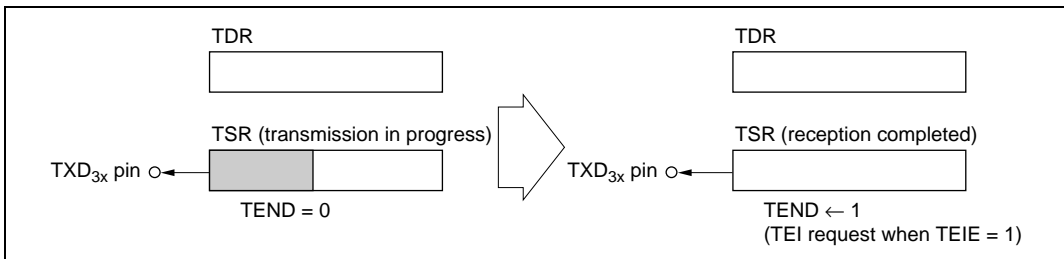 TDR
TSR (transmission in progress)
TXD3x pin
TEND = 0
TDR
TSR (reception completed)
TXD3x pin
TEND ← 1
(TEI request when TEIE = 1)